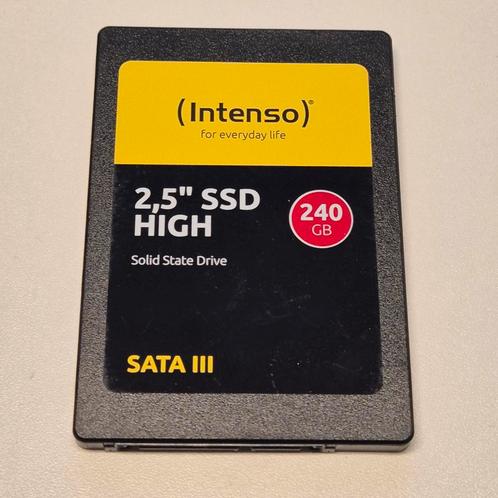 (Intenso)®
for everyday life
2,5" SSD
HIGH
240
GB
Solid State Drive
SATA III